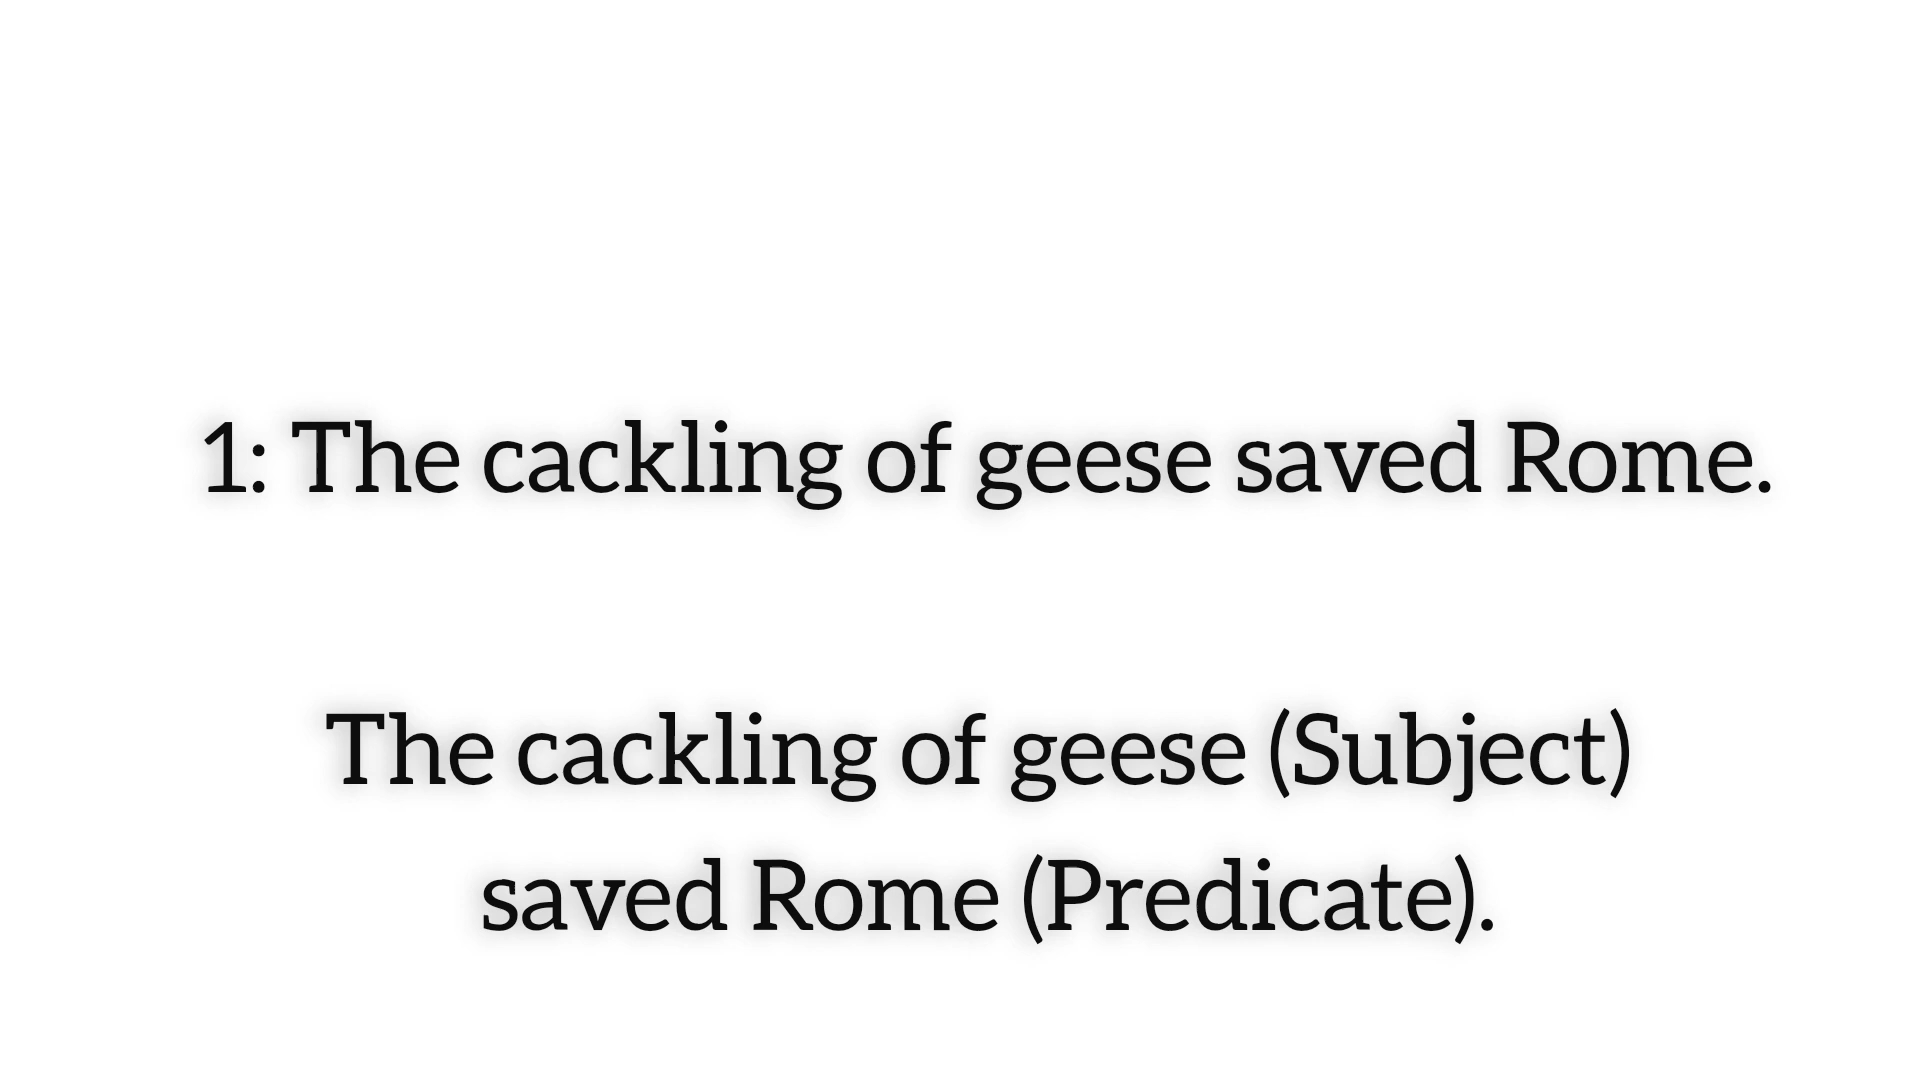 1: The cackling of geese saved Rome.
The cackling of geese (Subject)
saved Rome (Predicate).